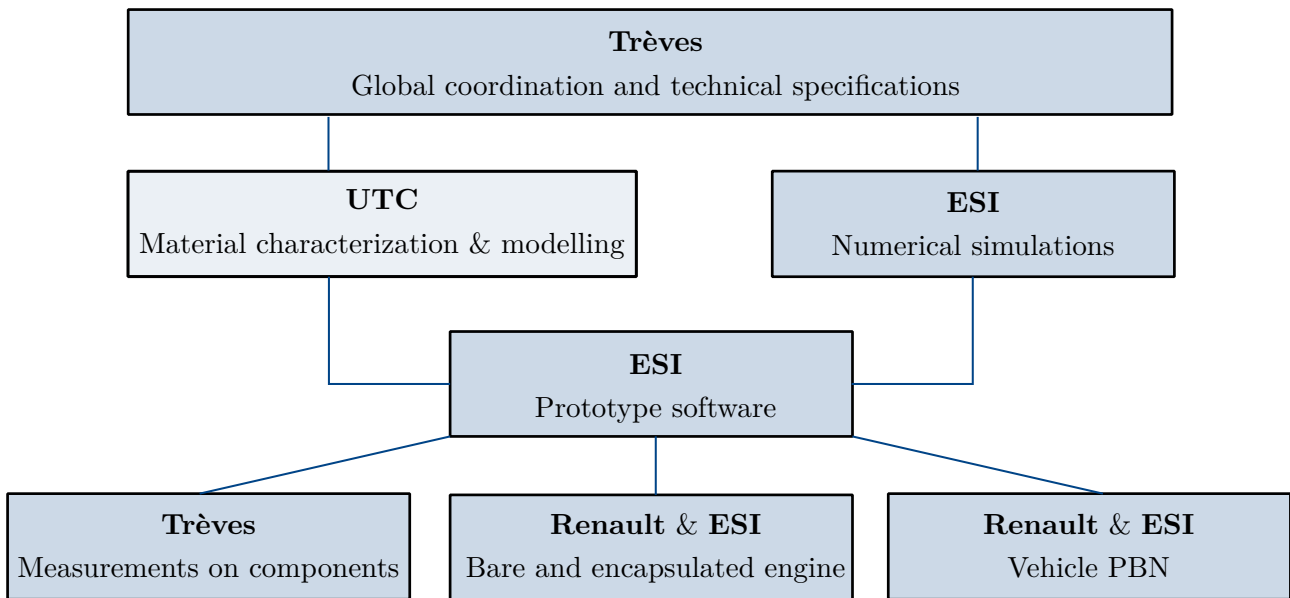 Trèves
Global coordination and technical specifications
UTC
Material characterization & modelling
ESI
Numerical simulations
ESI
Prototype software
Trèves
Measurements on components
Renault & ESI
Bare and encapsulated engine
Renault & ESI
Vehicle PBN